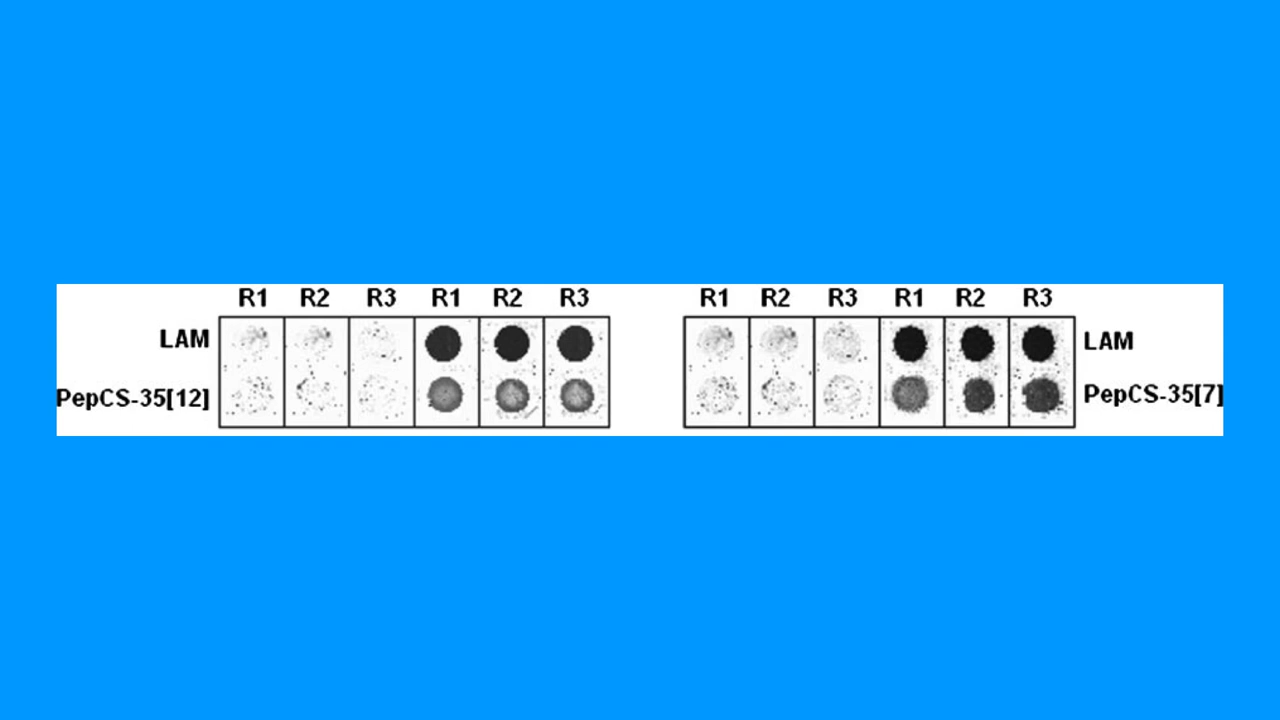 R1 R2 R3 R1 R2 R3 R1 R2 R3 R1 R2 R3
LAM LAM
PepCS-35[12] PepCS-35[7]